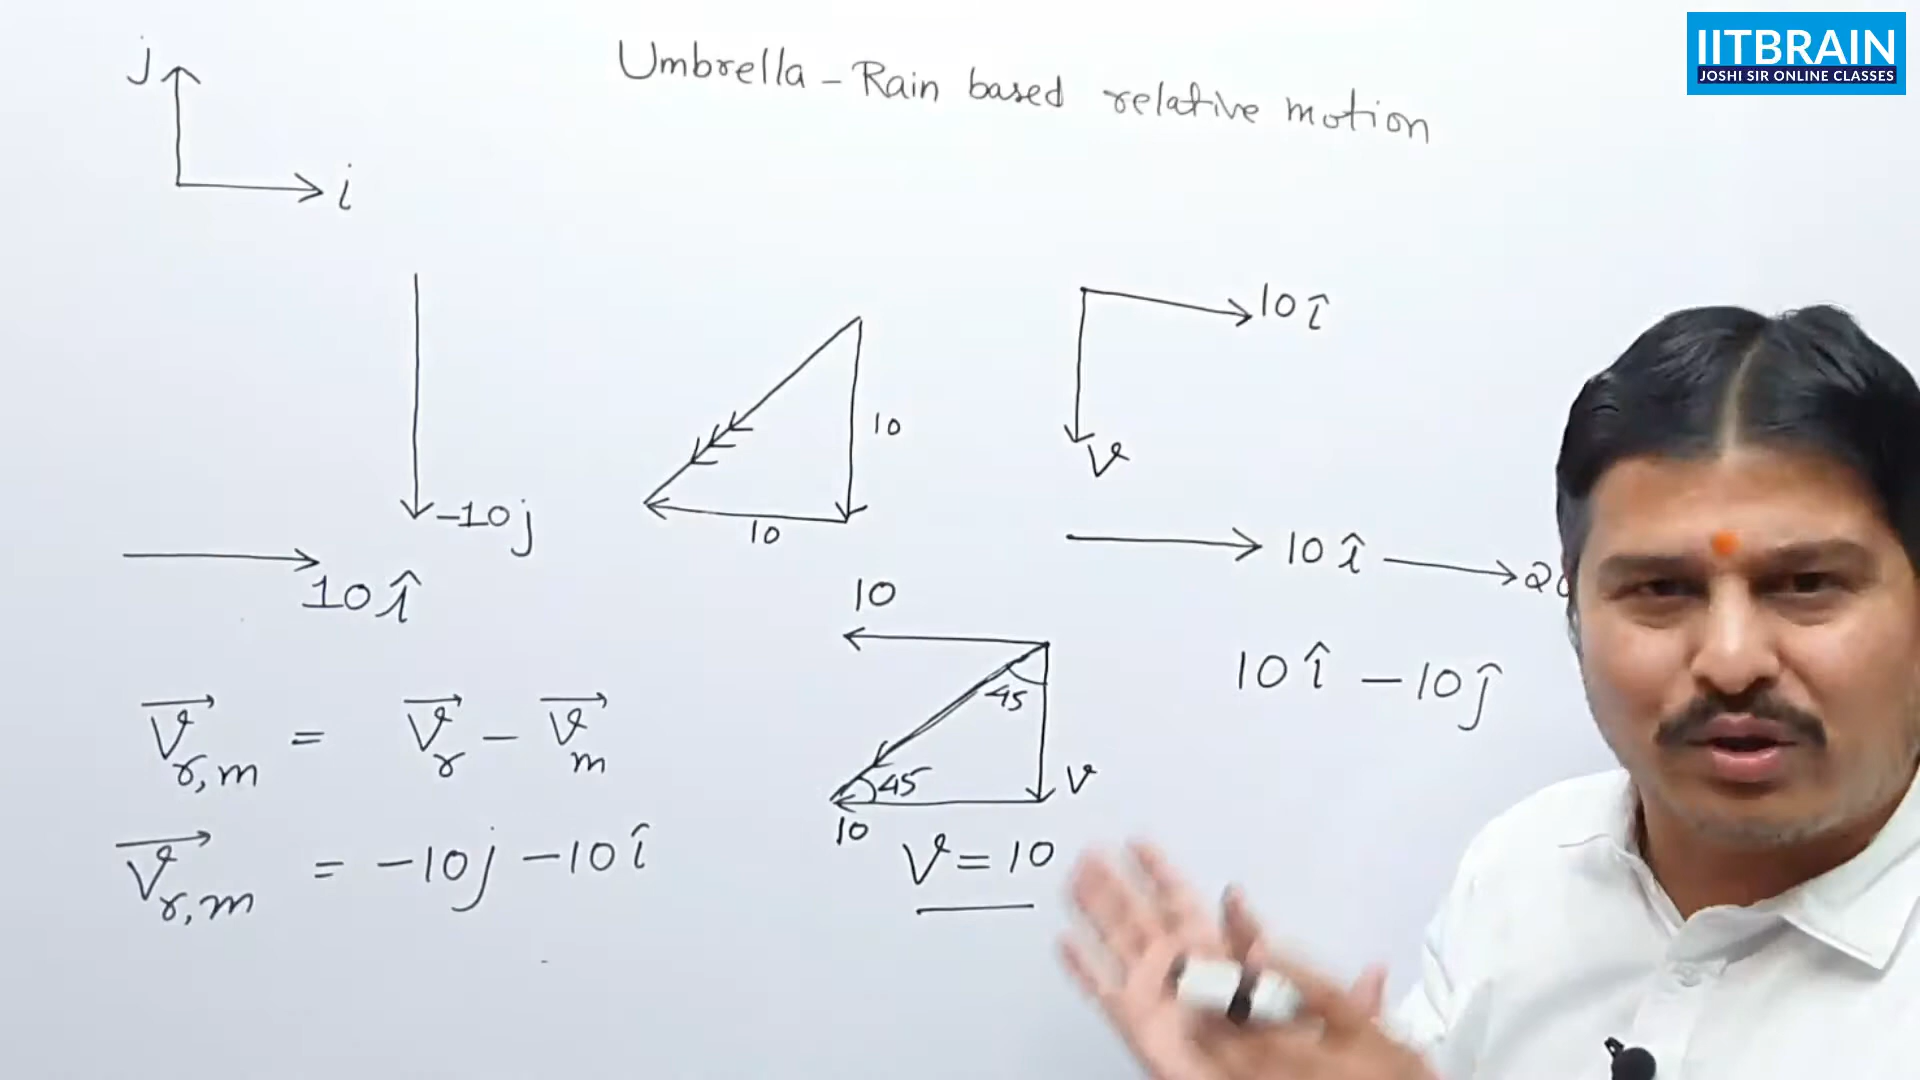 IITBRAIN
JOSHI SIR ONLINE CLASSES
Umbrella - Rain based relative motion
j
i
-10j
10î
10
10
10î
v
10î
10
45
45
v
10
v = 10
10î - 10ĵ
V⃗r,m = V⃗r - V⃗m
V⃗r,m = -10j - 10î